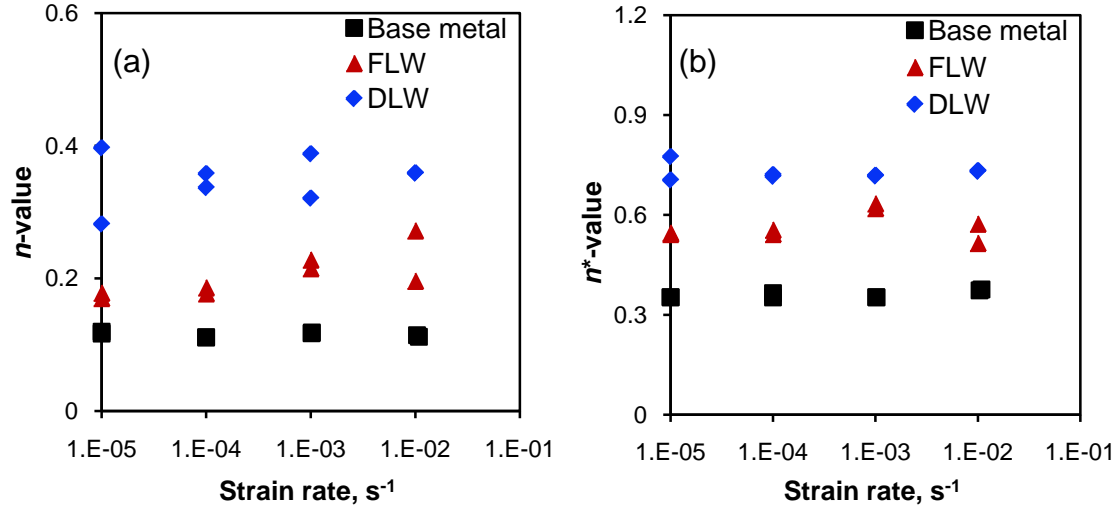 (a)
Base metal
FLW
DLW
0.6
0.4
0.2
0
n-value
1.E-05 1.E-04 1.E-03 1.E-02 1.E-01
Strain rate, s-1
(b)
Base metal
FLW
DLW
1.2
0.9
0.6
0.3
0
n*-value
1.E-05 1.E-04 1.E-03 1.E-02 1.E-01
Strain rate, s-1